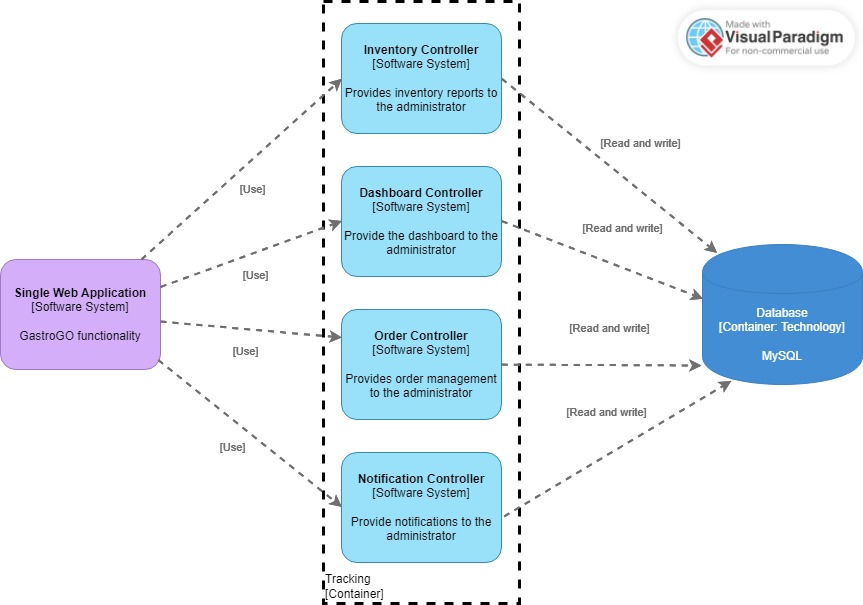 Made with
VisualParadigm
For non-commercial use
Inventory Controller
[Software System]
Provides inventory reports to
the administrator
[Read and write]
[Use]
Dashboard Controller
[Software System]
Provide the dashboard to the
administrator
[Read and write]
[Use]
Single Web Application
[Software System]
GastroGO functionality
Database
[Container: Technology]
MySQL
Order Controller
[Software System]
Provides order management
to the administrator
[Read and write]
[Use]
[Read and write]
[Use]
Notification Controller
[Software System]
Provide notifications to the
administrator
Tracking
[Container]